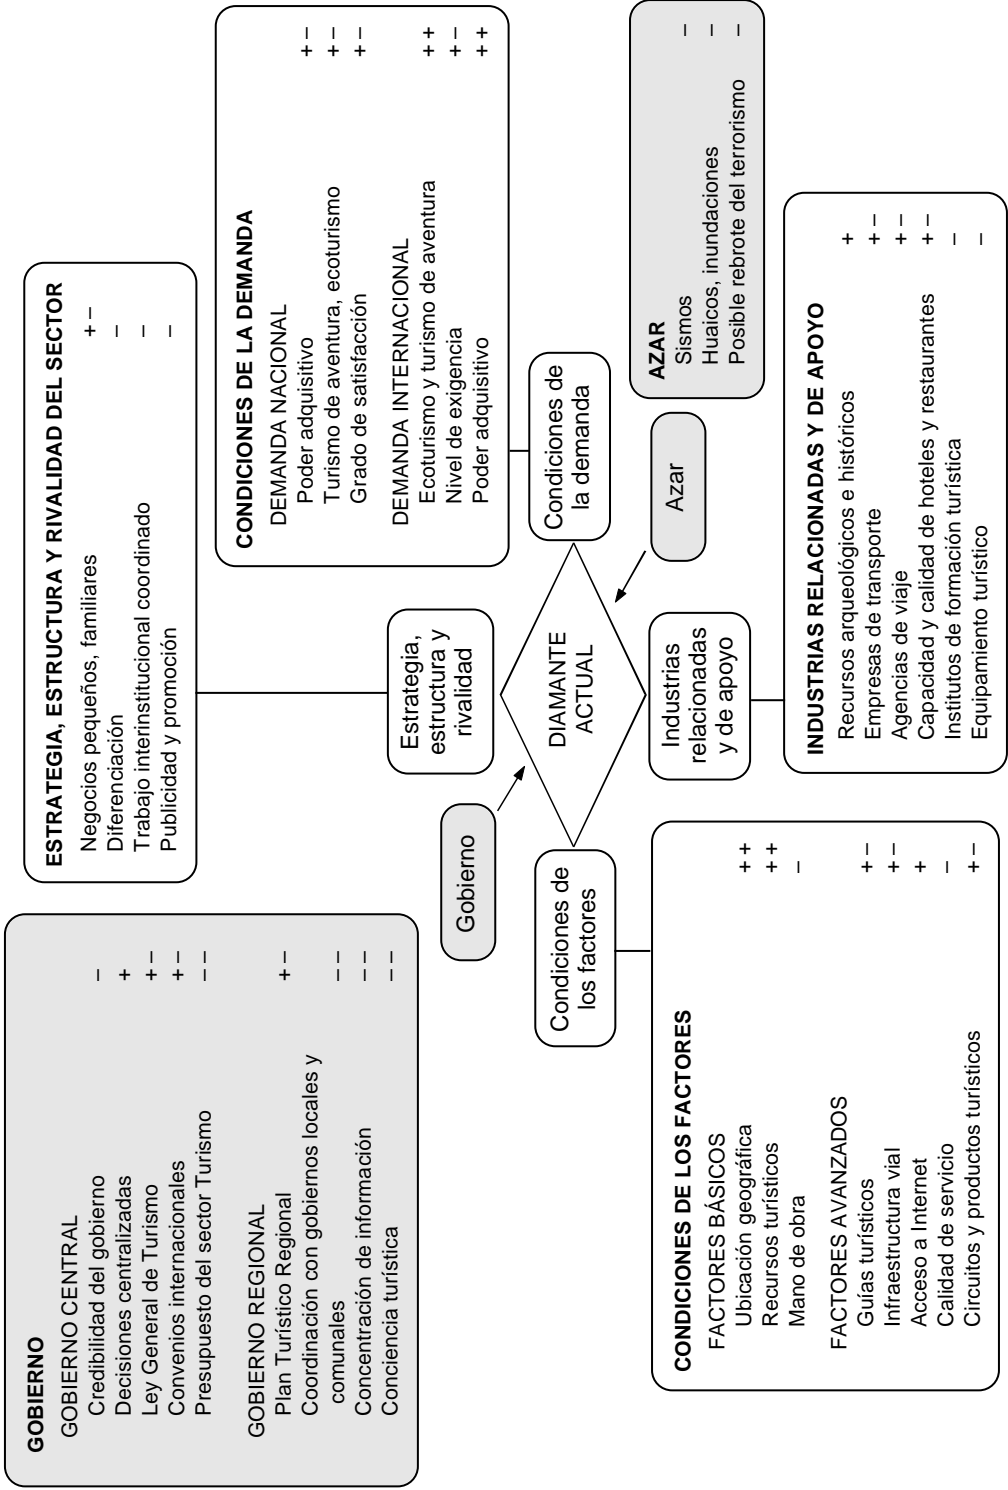 GOBIERNO
GOBIERNO CENTRAL
Credibilidad del gobierno –
Decisiones centralizadas +
Ley General de Turismo + –
Convenios internacionales + –
Presupuesto del sector Turismo – –
GOBIERNO REGIONAL
Plan Turístico Regional + –
Coordinación con gobiernos locales y
comunales – –
Concentración de información – –
Conciencia turística – –
ESTRATEGIA, ESTRUCTURA Y RIVALIDAD DEL SECTOR
Negocios pequeños, familiares + –
Diferenciación –
Trabajo interinstitucional coordinado –
Publicidad y promoción –
CONDICIONES DE LA DEMANDA
DEMANDA NACIONAL
Poder adquisitivo + –
Turismo de aventura, ecoturismo + –
Grado de satisfacción + –
DEMANDA INTERNACIONAL
Ecoturismo y turismo de aventura + +
Nivel de exigencia + –
Poder adquisitivo + +
Gobierno
Estrategia,
estructura y
rivalidad
Condiciones de
los factores
DIAMANTE
ACTUAL
Condiciones de
la demanda
Industrias
relacionadas
y de apoyo
Azar
AZAR
Sismos –
Huaicos, inundaciones –
Posible rebrote del terrorismo –
CONDICIONES DE LOS FACTORES
FACTORES BÁSICOS
Ubicación geográfica + +
Recursos turísticos + +
Mano de obra –
FACTORES AVANZADOS
Guías turísticos + –
Infraestructura vial + –
Acceso a Internet +
Calidad de servicio –
Circuitos y productos turísticos + –
INDUSTRIAS RELACIONADAS Y DE APOYO
Recursos arqueológicos e históricos +
Empresas de transporte + –
Agencias de viaje + –
Capacidad y calidad de hoteles y restaurantes + –
Institutos de formación turística –
Equipamiento turístico –